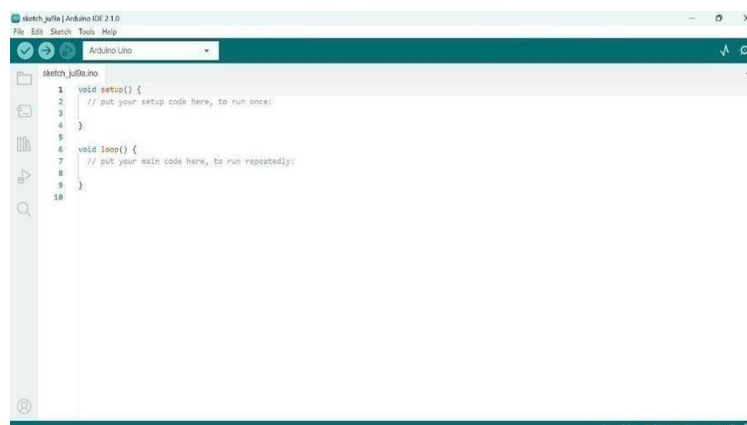 sketch_jul9a | Arduino IDE 2.1.0
File Edit Sketch Tools Help
Arduino Uno
sketch_jul9a.ino
1 void setup() {
2 // put your setup code here, to run once:
3
4 }
5
6 void loop() {
7 // put your main code here, to run repeatedly:
8
9 }
10